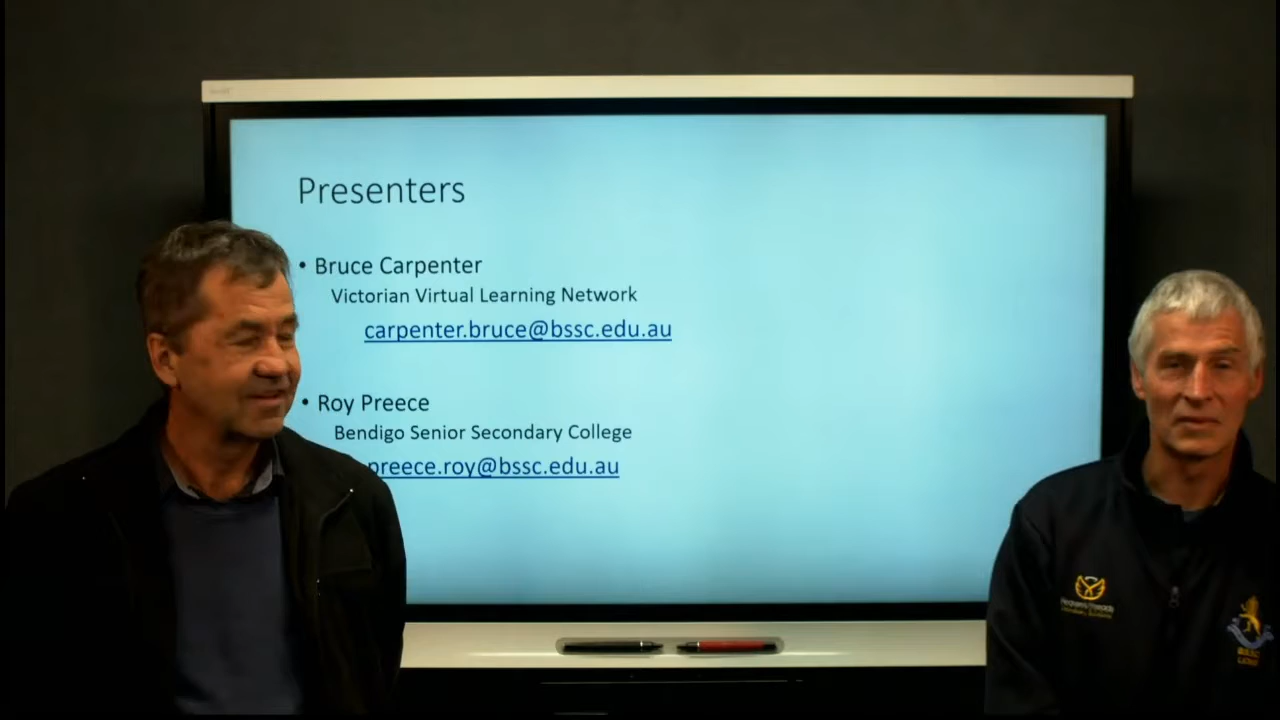 Presenters
• Bruce Carpenter
Victorian Virtual Learning Network
carpenter.bruce@bssc.edu.au
• Roy Preece
Bendigo Senior Secondary College
preece.roy@bssc.edu.au
BSSC